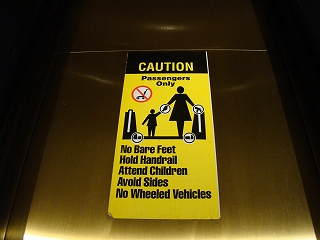 CAUTION
Passengers
Only
No Bare Feet
Hold Handrail
Attend Children
Avoid Sides
No Wheeled Vehicles